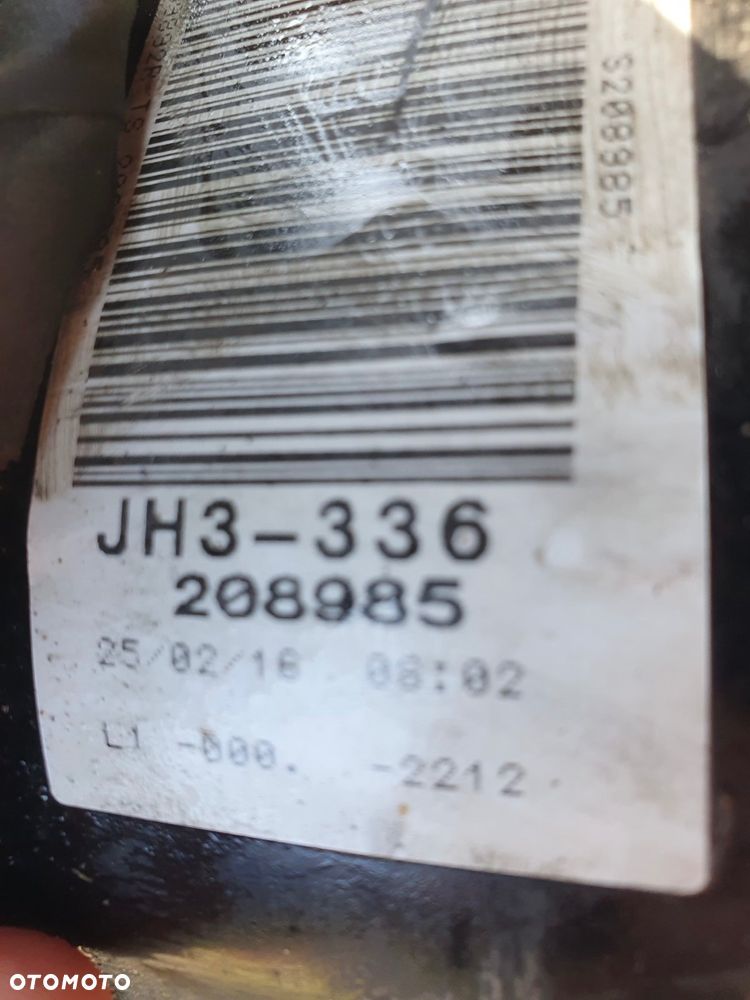 S208985
JH3-336
208985
25/02/16 08:02
L1 -000. -2212
OTOMOTO